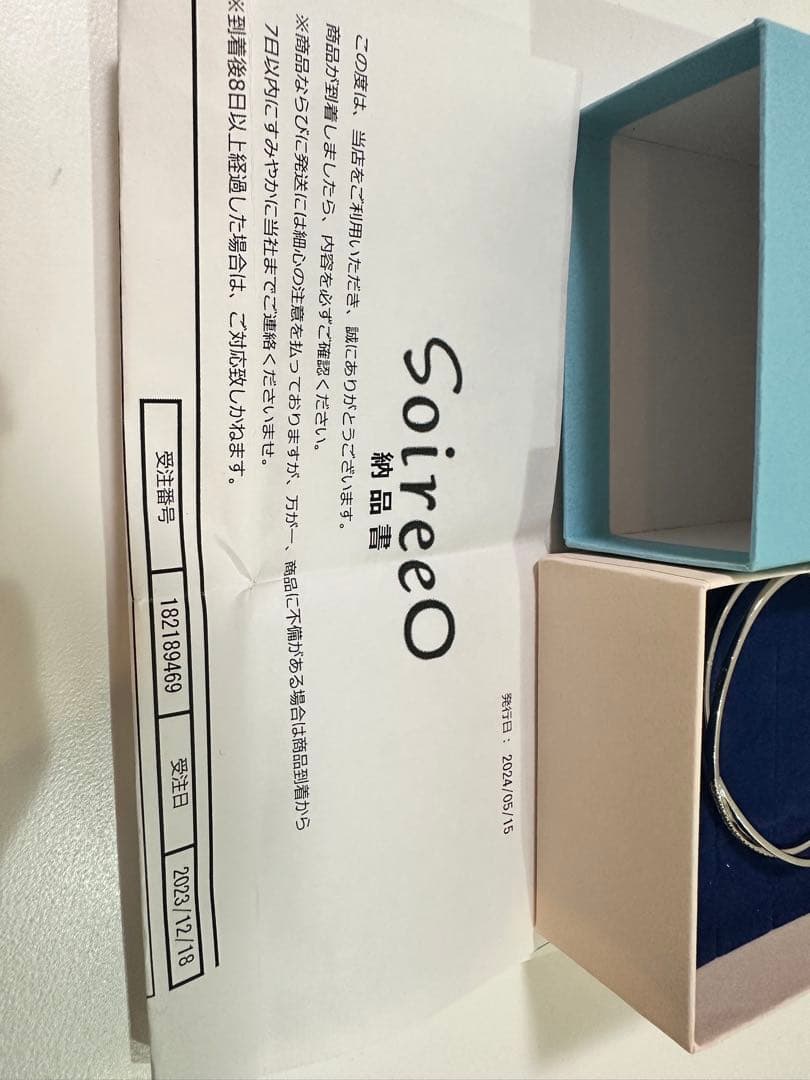 発行日： 2024/05/15
SoireeO
納品書
この度は、当店をご利用いただき、誠にありがとうございます。
商品が到着しましたら、内容を必ずご確認ください。
※商品ならびに発送には細心の注意を払っておりますが、万が一、商品に不備がある場合は商品到着から
7日以内にすみやかに当社までご連絡くださいませ。
※到着後8日以上経過した場合は、ご対応致しかねます。
受注番号 182189469 受注日 2023/12/18